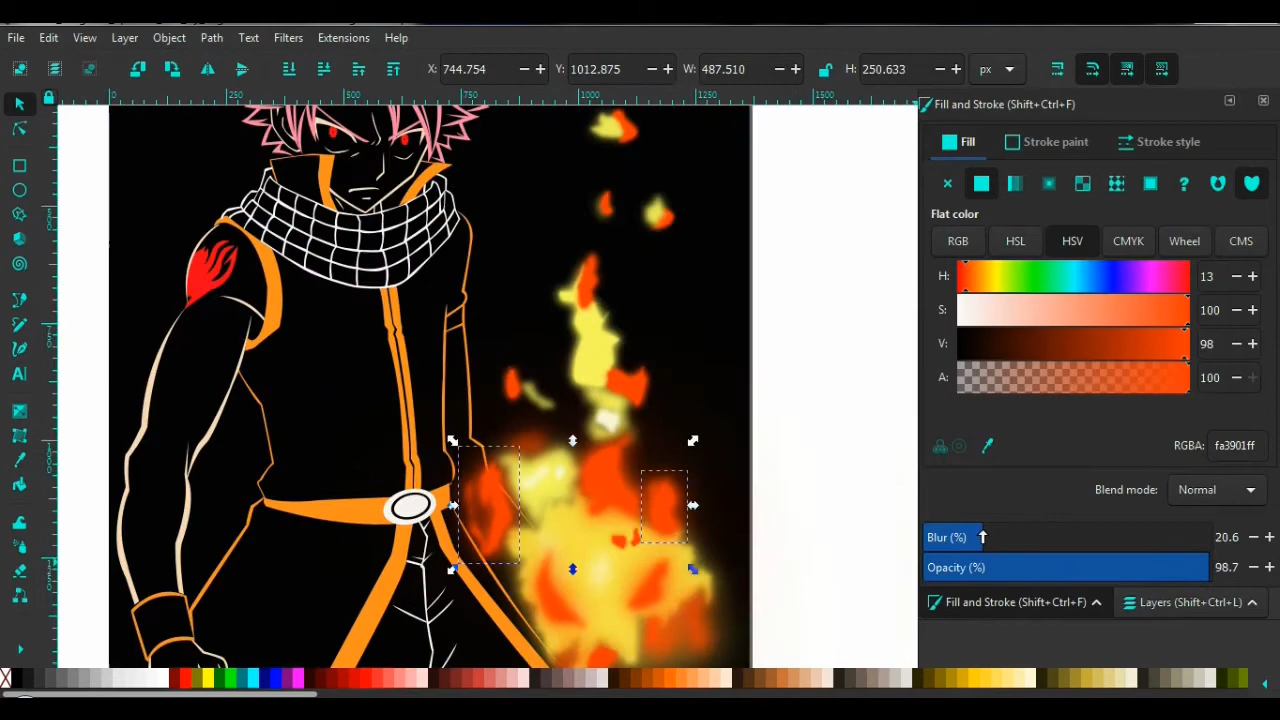 File Edit View Layer Object Path Text Filters Extensions Help
X: 744.754 Y: 1012.875 W: 487.510 H: 250.633 px
0 250 500 750 1000 1250 1500
Fill and Stroke (Shift+Ctrl+F)
Fill Stroke paint Stroke style
?
Flat color
RGB HSL HSV CMYK Wheel CMS
H: 13
S: 100
V: 98
A: 100
RGBA: fa3901ff
Blend mode: Normal
Blur (%) 20.6
Opacity (%) 98.7
Fill and Stroke (Shift+Ctrl+F) Layers (Shift+Ctrl+L)